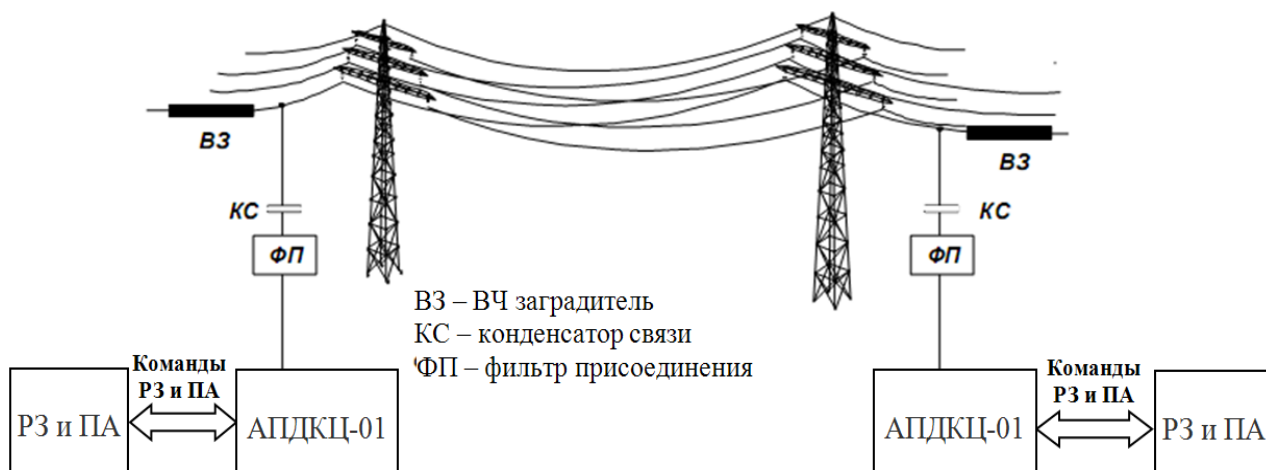 ВЗ
ВЗ
КС
КС
ФП
ФП
ВЗ – ВЧ заградитель
КС – конденсатор связи
ФП – фильтр присоединения
Команды
РЗ и ПА
Команды
РЗ и ПА
РЗ и ПА
АПДКЦ-01
АПДКЦ-01
РЗ и ПА